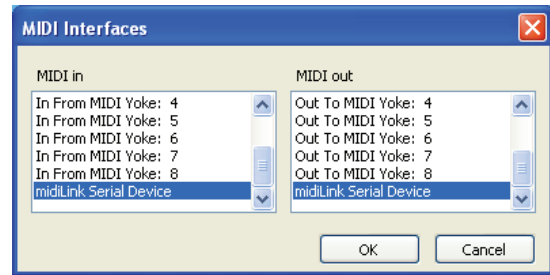 MIDI Interfaces
MIDI in
In From MIDI Yoke:  4
In From MIDI Yoke:  5
In From MIDI Yoke:  6
In From MIDI Yoke:  7
In From MIDI Yoke:  8
midiLink Serial Device
MIDI out
Out To MIDI Yoke:  4
Out To MIDI Yoke:  5
Out To MIDI Yoke:  6
Out To MIDI Yoke:  7
Out To MIDI Yoke:  8
midiLink Serial Device
OK
Cancel